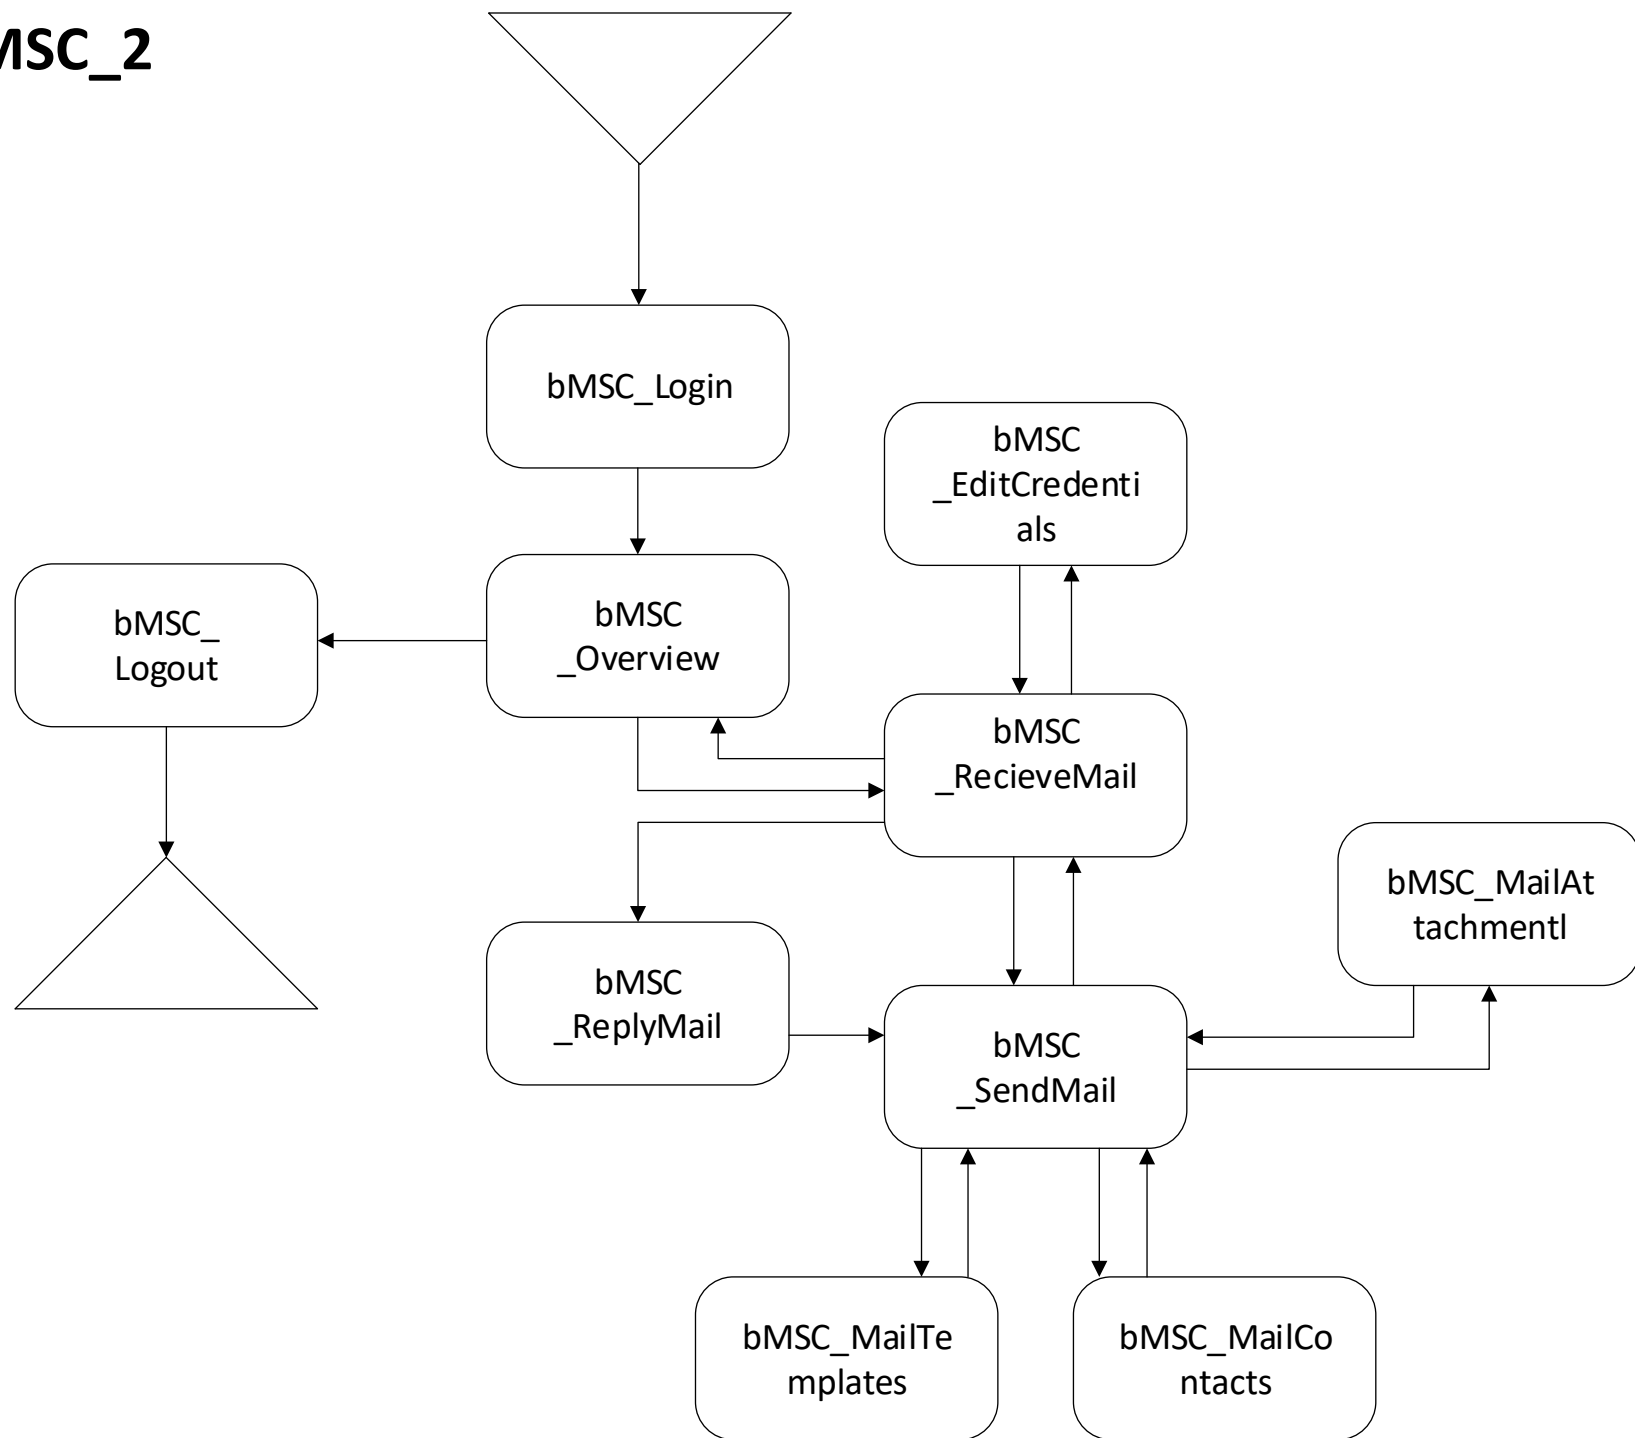 MSC_2
bMSC_Login
bMSC
_EditCredenti
als
bMSC_
Logout
bMSC
_Overview
bMSC
_RecieveMail
bMSC_MailAt
tachmentl
bMSC
_ReplyMail
bMSC
_SendMail
bMSC_MailTe
mplates
bMSC_MailCo
ntacts